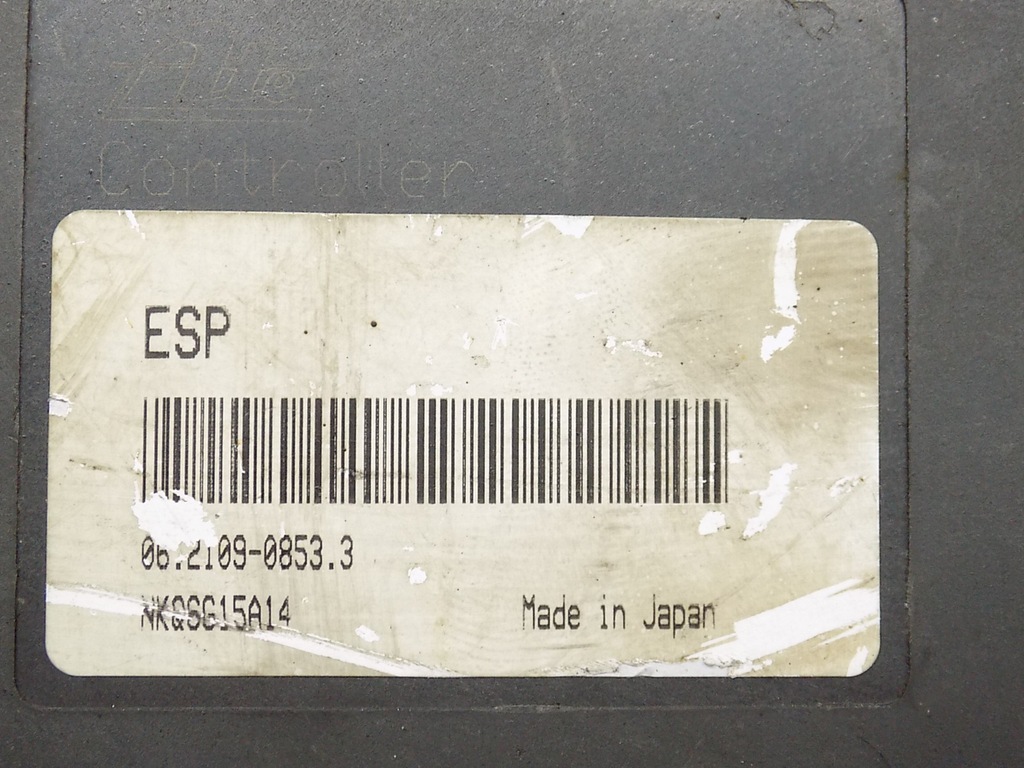 Controller
ESP
06.2109-0853.3
NKQSG15A14
Made in Japan